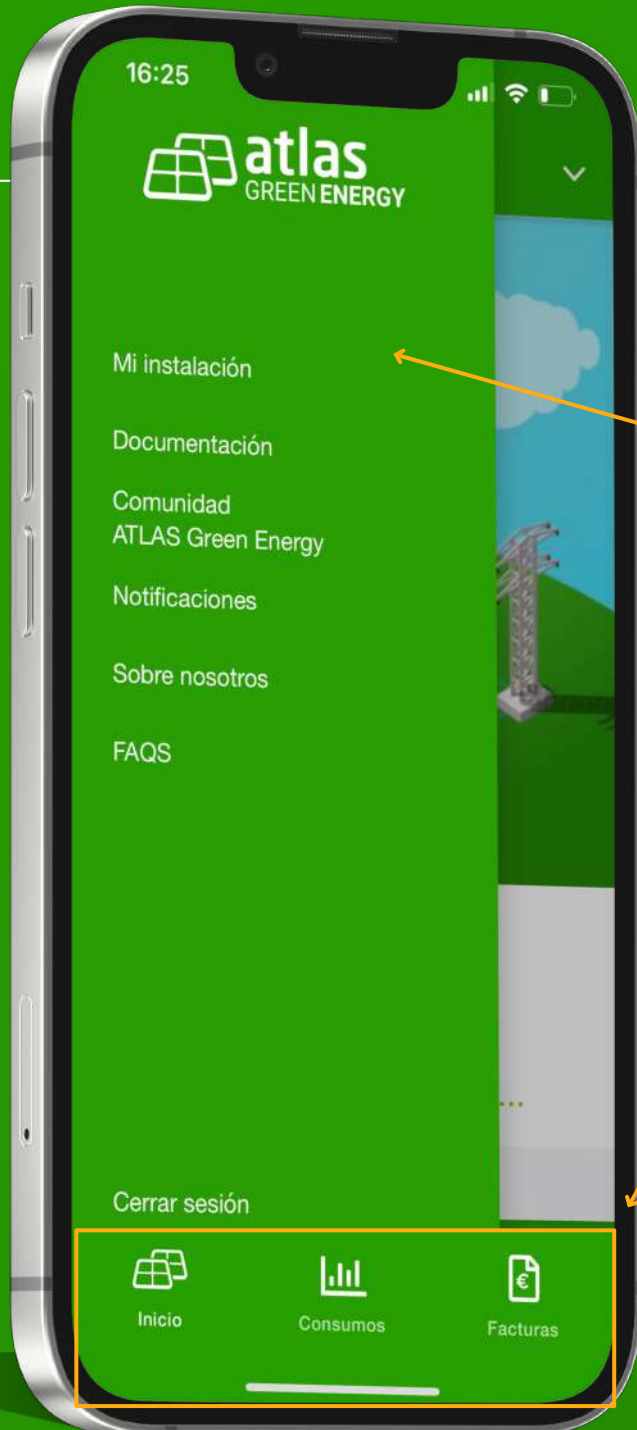 16:25
atlas
GREEN ENERGY
Mi instalación
Documentación
Comunidad
ATLAS Green Energy
Notificaciones
Sobre nosotros
FAQS
Cerrar sesión
Inicio
Consumos
Facturas